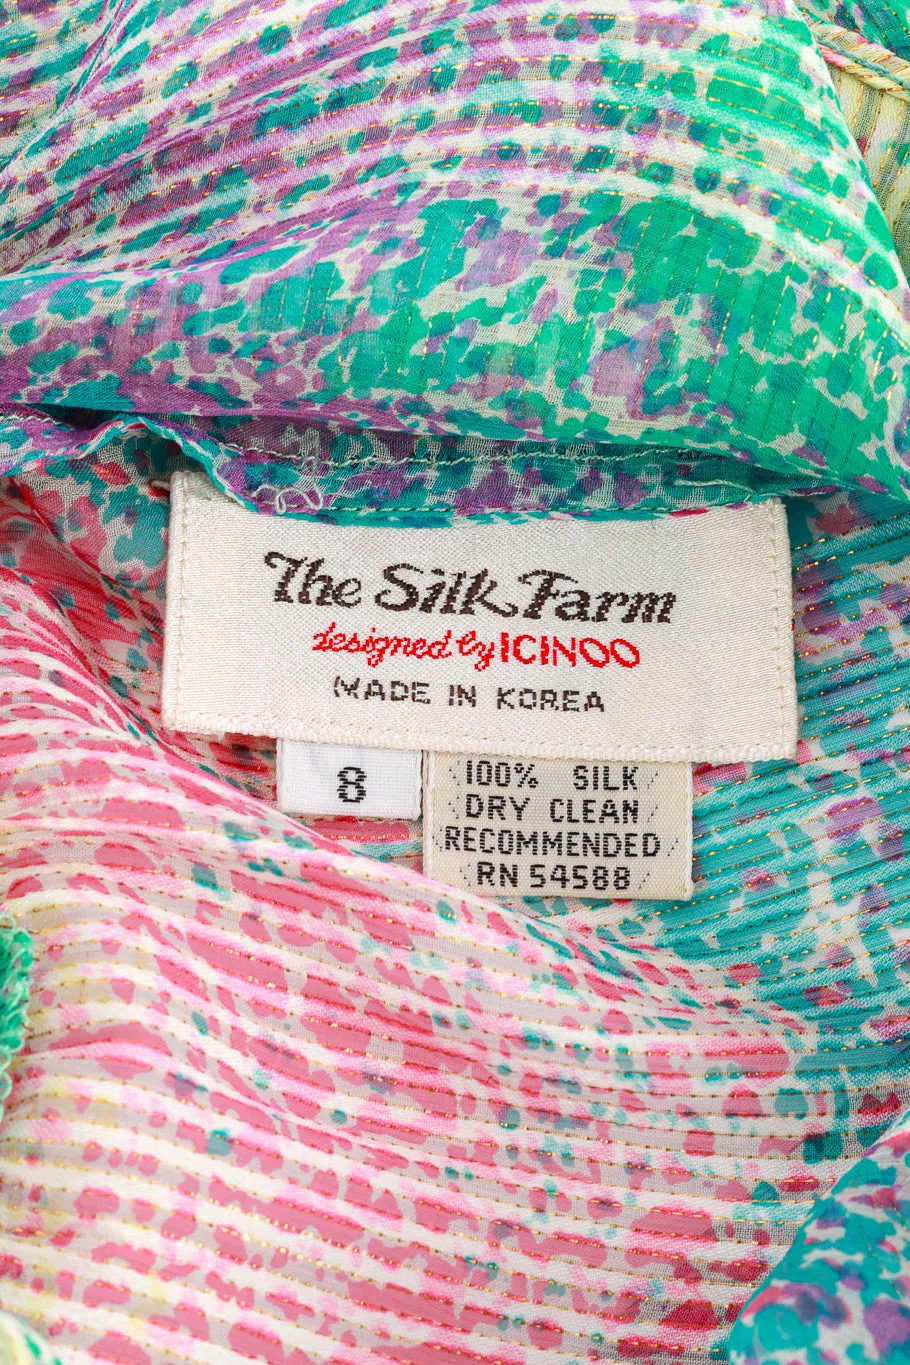 The Silk Farm
designed by ICINOO
MADE IN KOREA
8
100% SILK
DRY CLEAN
RECOMMENDED
RN 54588